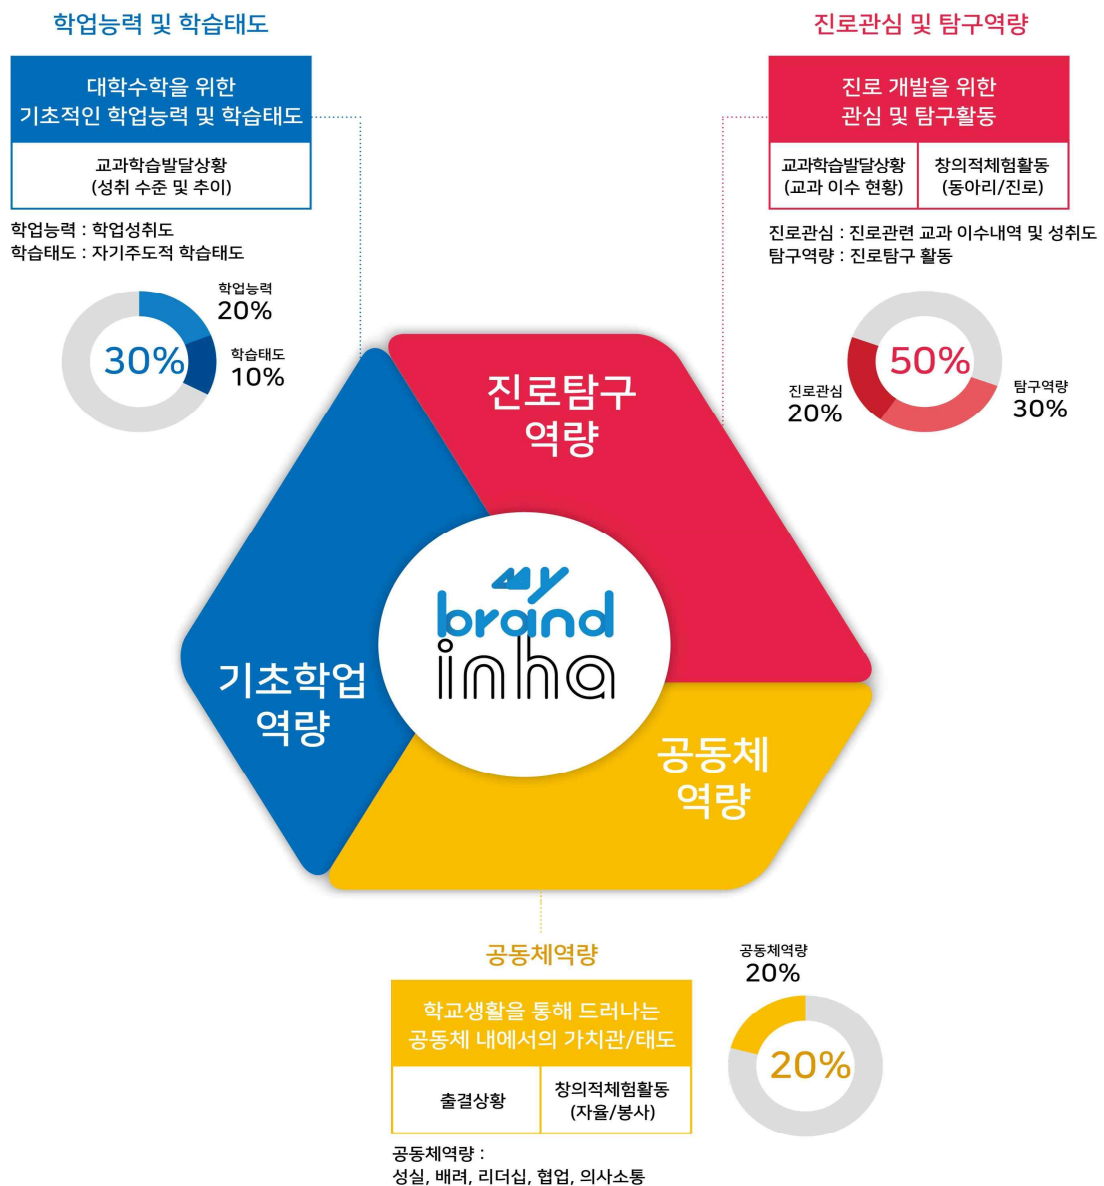 학업능력 및 학습태도
대학수학을 위한
기초적인 학업능력 및 학습태도
교과학습발달상황
(성취 수준 및 추이)
학업능력 : 학업성취도
학습태도 : 자기주도적 학습태도
학업능력
20%
30%
학습태도
10%
진로관심 및 탐구역량
진로 개발을 위한
관심 및 탐구활동
교과학습발달상황
(교과 이수 현황)
창의적체험활동
(동아리/진로)
진로관심 : 진로관련 교과 이수내역 및 성취도
탐구역량 : 진로탐구 활동
50%
진로관심
20%
탐구역량
30%
진로탐구
역량
my
brand
inha
기초학업
역량
공동체
역량
공동체역량
학교생활을 통해 드러나는
공동체 내에서의 가치관/태도
출결상황
창의적체험활동
(자율/봉사)
공동체역량 :
성실, 배려, 리더십, 협업, 의사소통
공동체역량
20%
20%